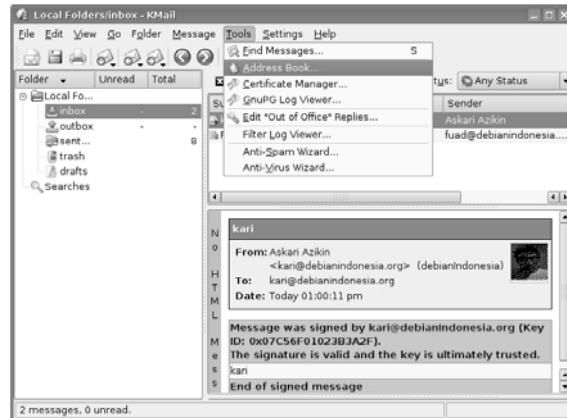 Local Folders/inbox - KMail
File Edit View Go Folder Message Tools Settings Help
Find Messages... S
Address Book...
Certificate Manager...
GnuPG Log Viewer...
Edit "Out of Office" Replies...
Filter Log Viewer...
Anti-Spam Wizard...
Anti-Virus Wizard...
Folder Unread Total
Local Fo...
inbox - 2
outbox - -
sent... 8
trash
drafts
Searches
Any Status
Sender
Askari Azikin
fuad@debianindonesia....
No HTML Mess
kari
From: Askari Azikin
<kari@debianindonesia.org> (debianIndonesia)
To: kari@debianindonesia.org
Date: Today 01:00:11 pm
Message was signed by kari@debianIndonesia.org (Key
ID: 0x07C56F01023B3A2F).
The signature is valid and the key is ultimately trusted.
kari
End of signed message
2 messages, 0 unread.